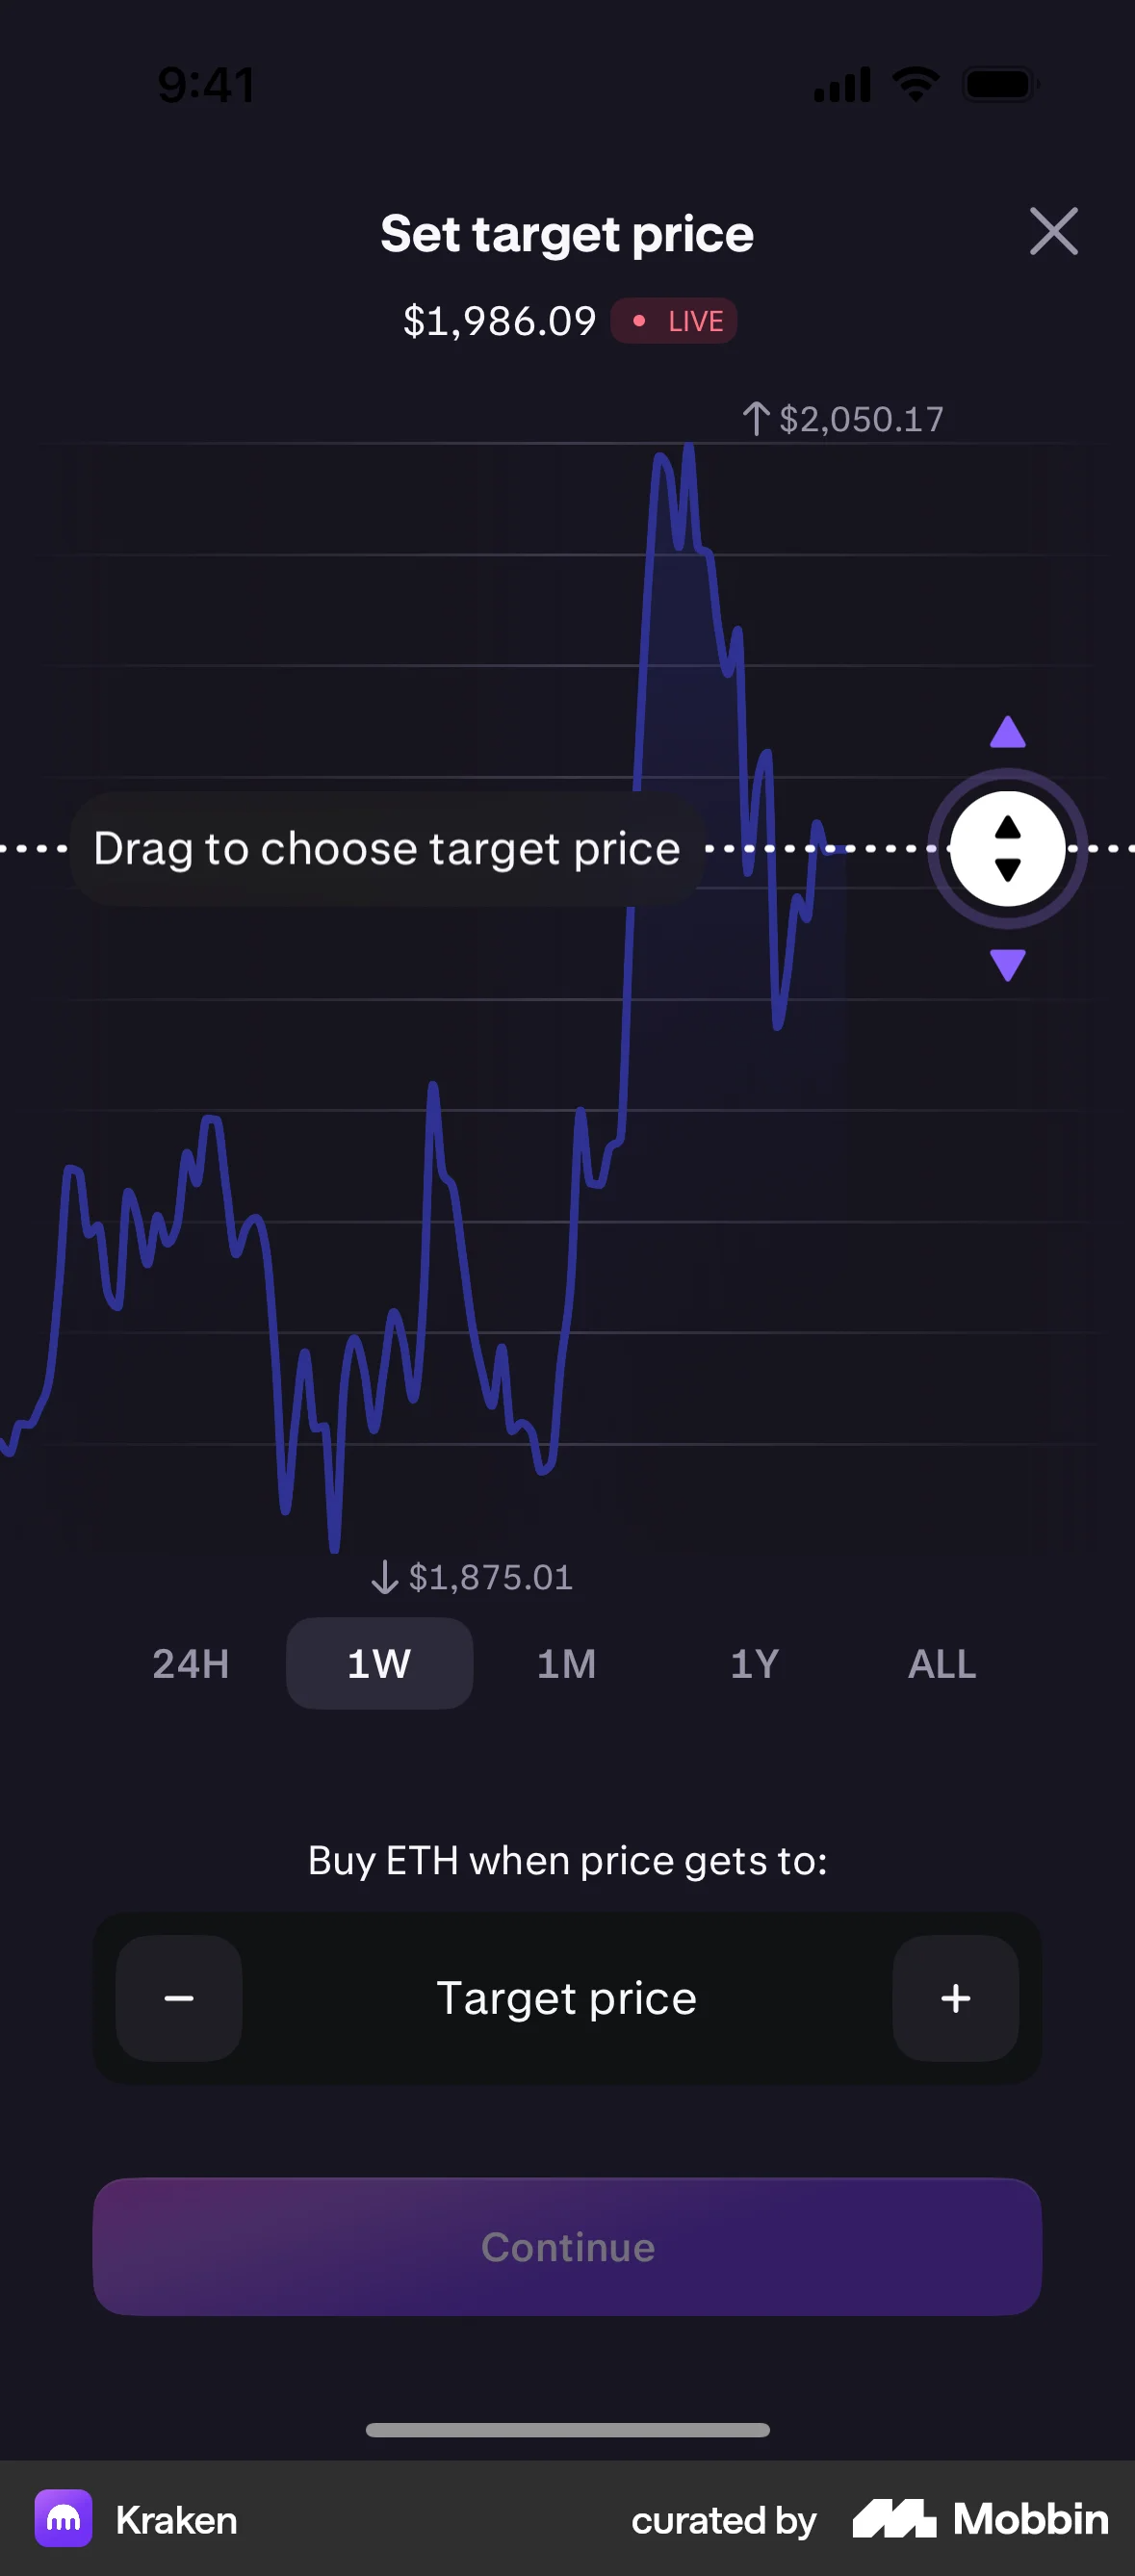 9:41
Set target price
$1,986.09 LIVE
↑ $2,050.17
Drag to choose target price
↓ $1,875.01
24H 1W 1M 1Y ALL
Buy ETH when price gets to:
− Target price +
Continue
Kraken curated by Mobbin